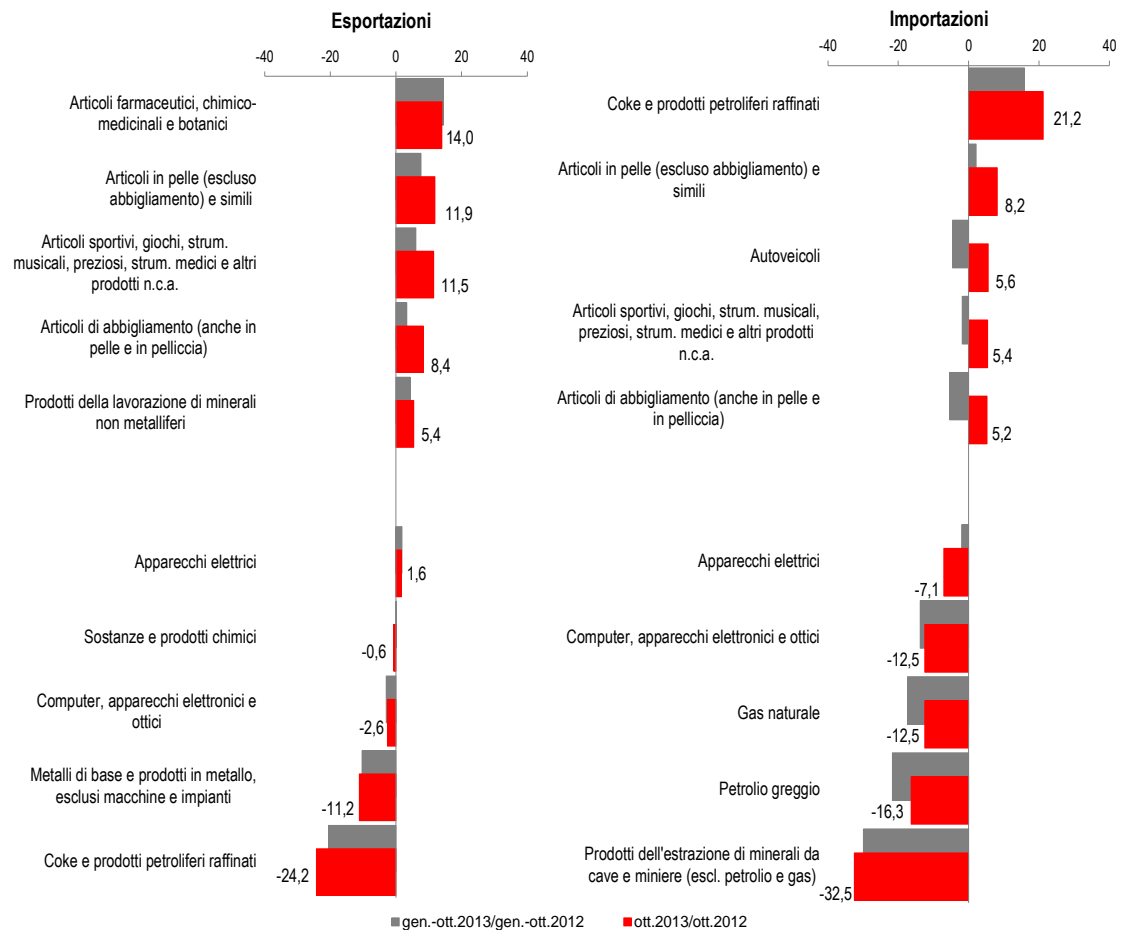 Esportazioni
-40 -20 0 20 40
Articoli farmaceutici, chimico-
medicinali e botanici
14,0
Articoli in pelle (escluso
abbigliamento) e simili
11,9
Articoli sportivi, giochi, strum.
musicali, preziosi, strum. medici e altri
prodotti n.c.a.
11,5
Articoli di abbigliamento (anche in
pelle e in pelliccia)
8,4
Prodotti della lavorazione di minerali
non metalliferi
5,4
Apparecchi elettrici
1,6
Sostanze e prodotti chimici
-0,6
Computer, apparecchi elettronici e
ottici
-2,6
Metalli di base e prodotti in metallo,
esclusi macchine e impianti
-11,2
Coke e prodotti petroliferi raffinati
-24,2
Importazioni
-40 -20 0 20 40
Coke e prodotti petroliferi raffinati
21,2
Articoli in pelle (escluso abbigliamento) e
simili
8,2
Autoveicoli
5,6
Articoli sportivi, giochi, strum. musicali,
preziosi, strum. medici e altri prodotti
n.c.a.
5,4
Articoli di abbigliamento (anche in pelle e
in pelliccia)
5,2
Apparecchi elettrici
-7,1
Computer, apparecchi elettronici e ottici
-12,5
Gas naturale
-12,5
Petrolio greggio
-16,3
Prodotti dell'estrazione di minerali da
cave e miniere (escl. petrolio e gas)
-32,5
gen.-ott.2013/gen.-ott.2012 ott.2013/ott.2012